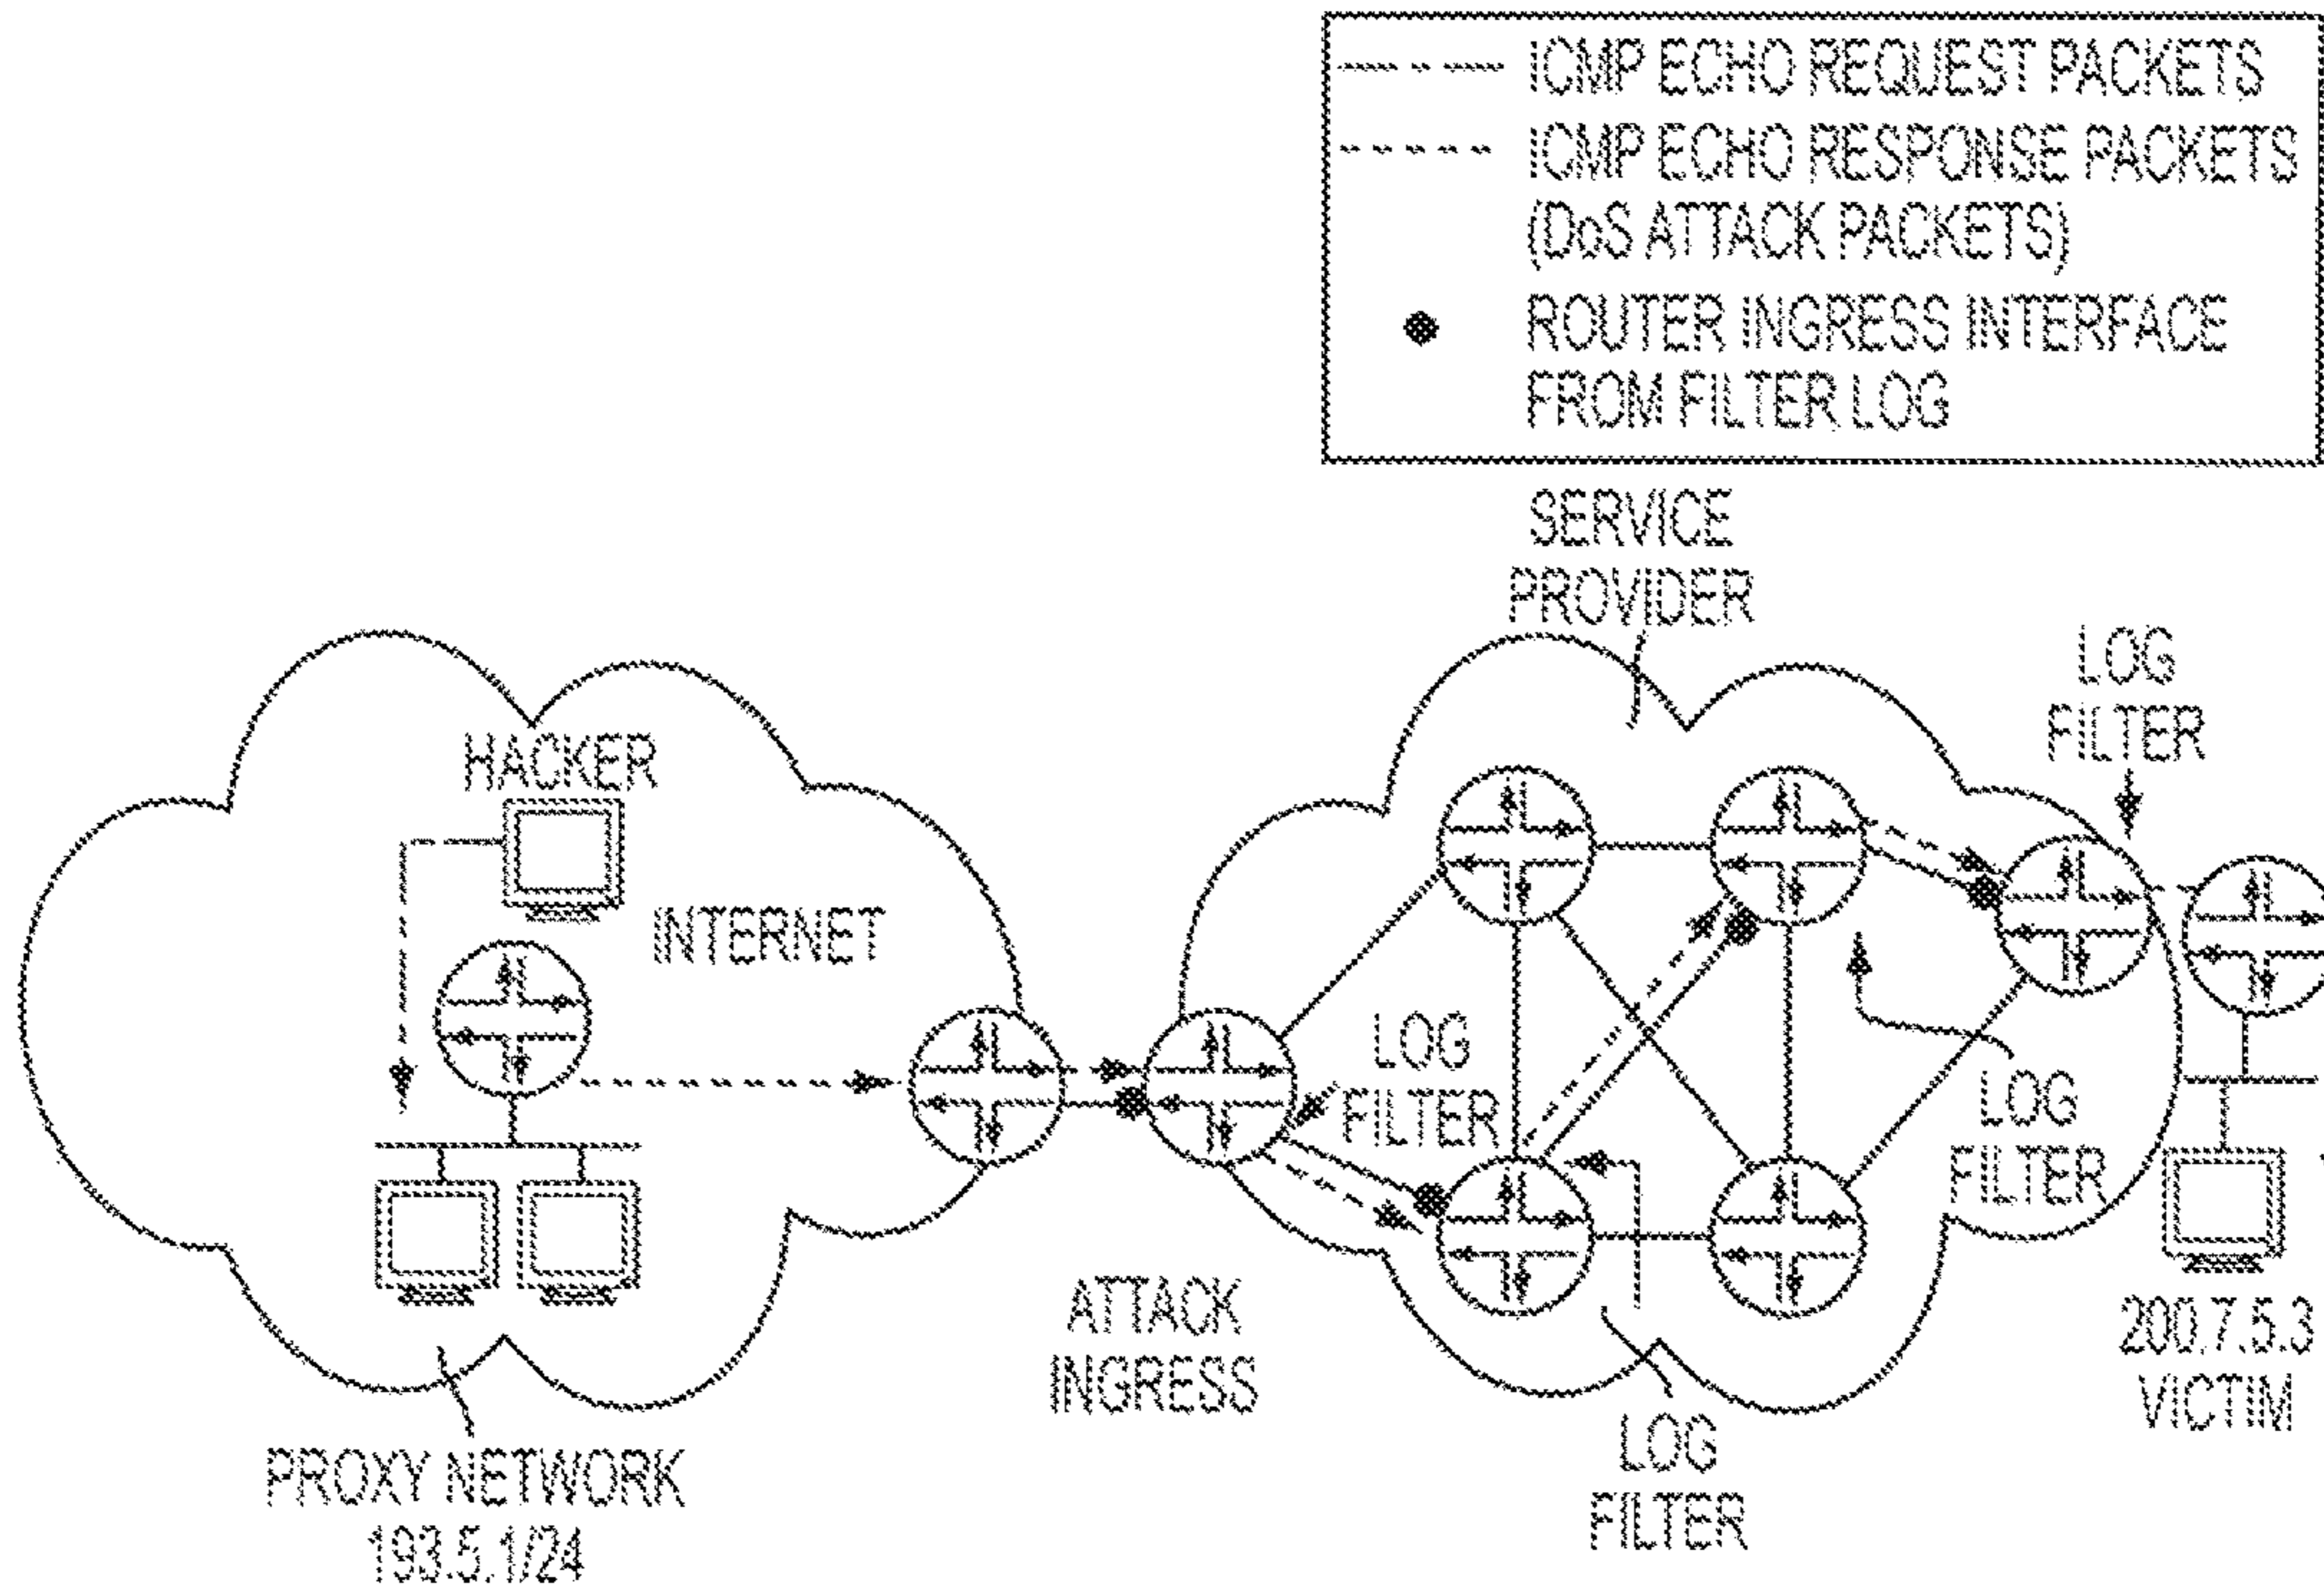 ICMP ECHO REQUEST PACKETS
ICMP ECHO RESPONSE PACKETS
(DoS ATTACK PACKETS)
ROUTER INGRESS INTERFACE
FROM FILTER LOG
SERVICE
PROVIDER
LOG
FILTER
HACKER
INTERNET
LOG
FILTER
LOG
FILTER
ATTACK
INGRESS
200.7.5.3
VICTIM
LOG
FILTER
PROXY NETWORK
193.5.1/24